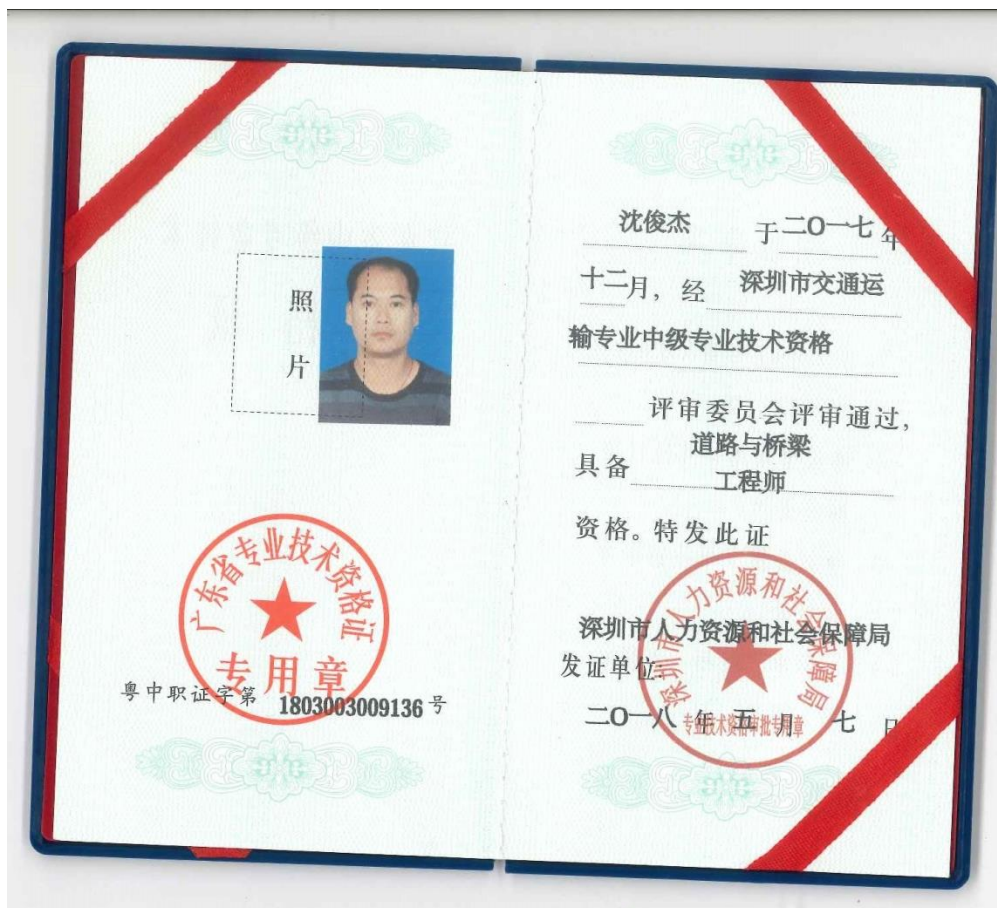 照
片
广东省专业技术资格证
专用章
粤中职证字第 1803003009136 号
沈俊杰 于二〇一七年
十二月，经 深圳市交通运
输专业中级专业技术资格
评审委员会评审通过，
道路与桥梁
具备 工程师
资格。特发此证
深圳市人力资源和社会保障局
深圳市人力资源和社会保障局
发证单位:
专业技术资格审批专用章
二〇一八年 五月 七日